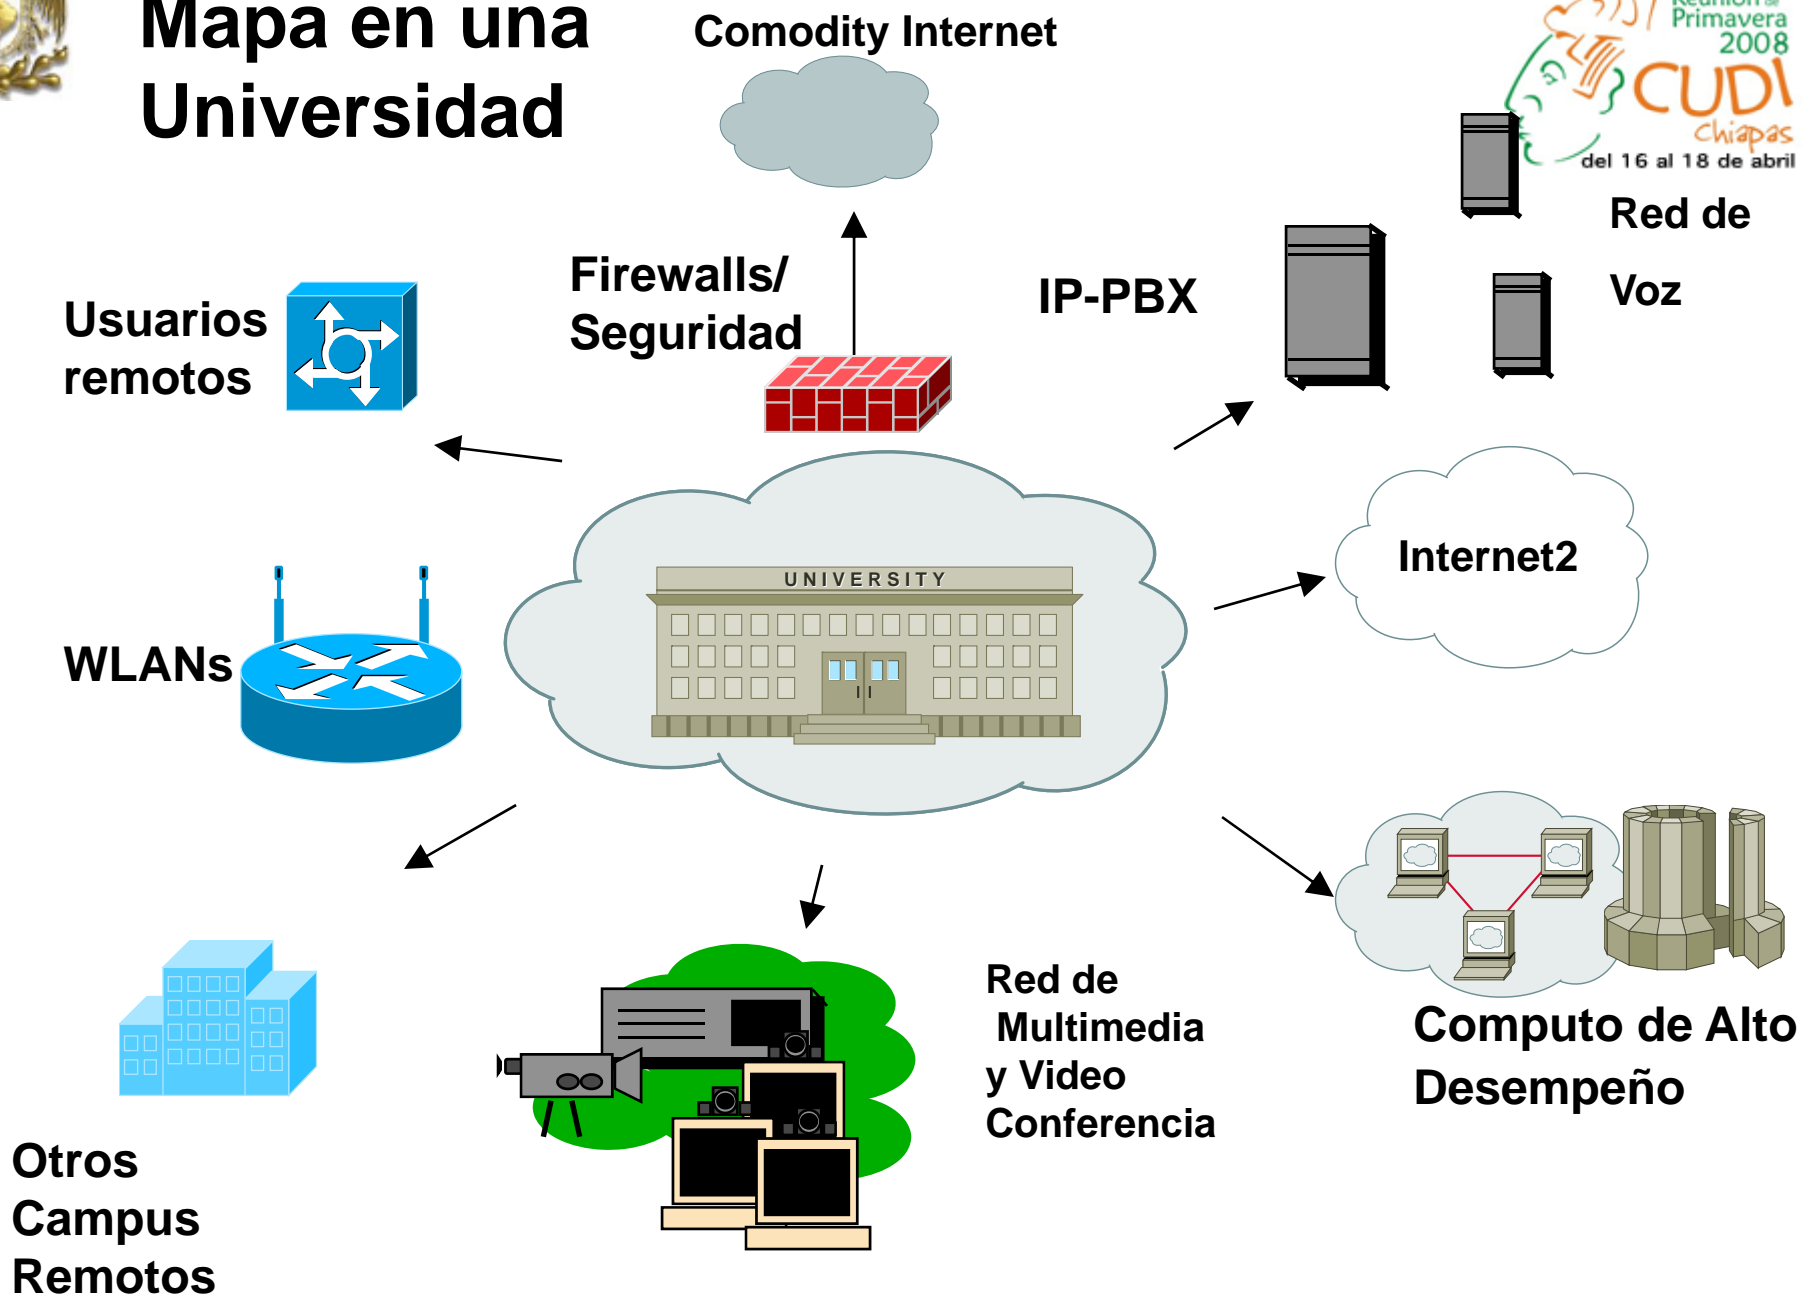 Mapa en una
Universidad
Comodity Internet
Reunión de
Primavera
2008
CUDI
Chiapas
del 16 al 18 de abril
Red de
Voz
Firewalls/
Seguridad
IP-PBX
Usuarios
remotos
Internet2
UNIVERSITY
WLANs
Red de
Multimedia
y Video
Conferencia
Computo de Alto
Desempeño
Otros
Campus
Remotos